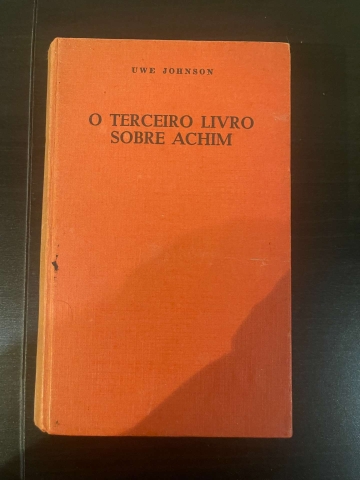 UWE JOHNSON
O TERCEIRO LIVRO
SOBRE ACHIM